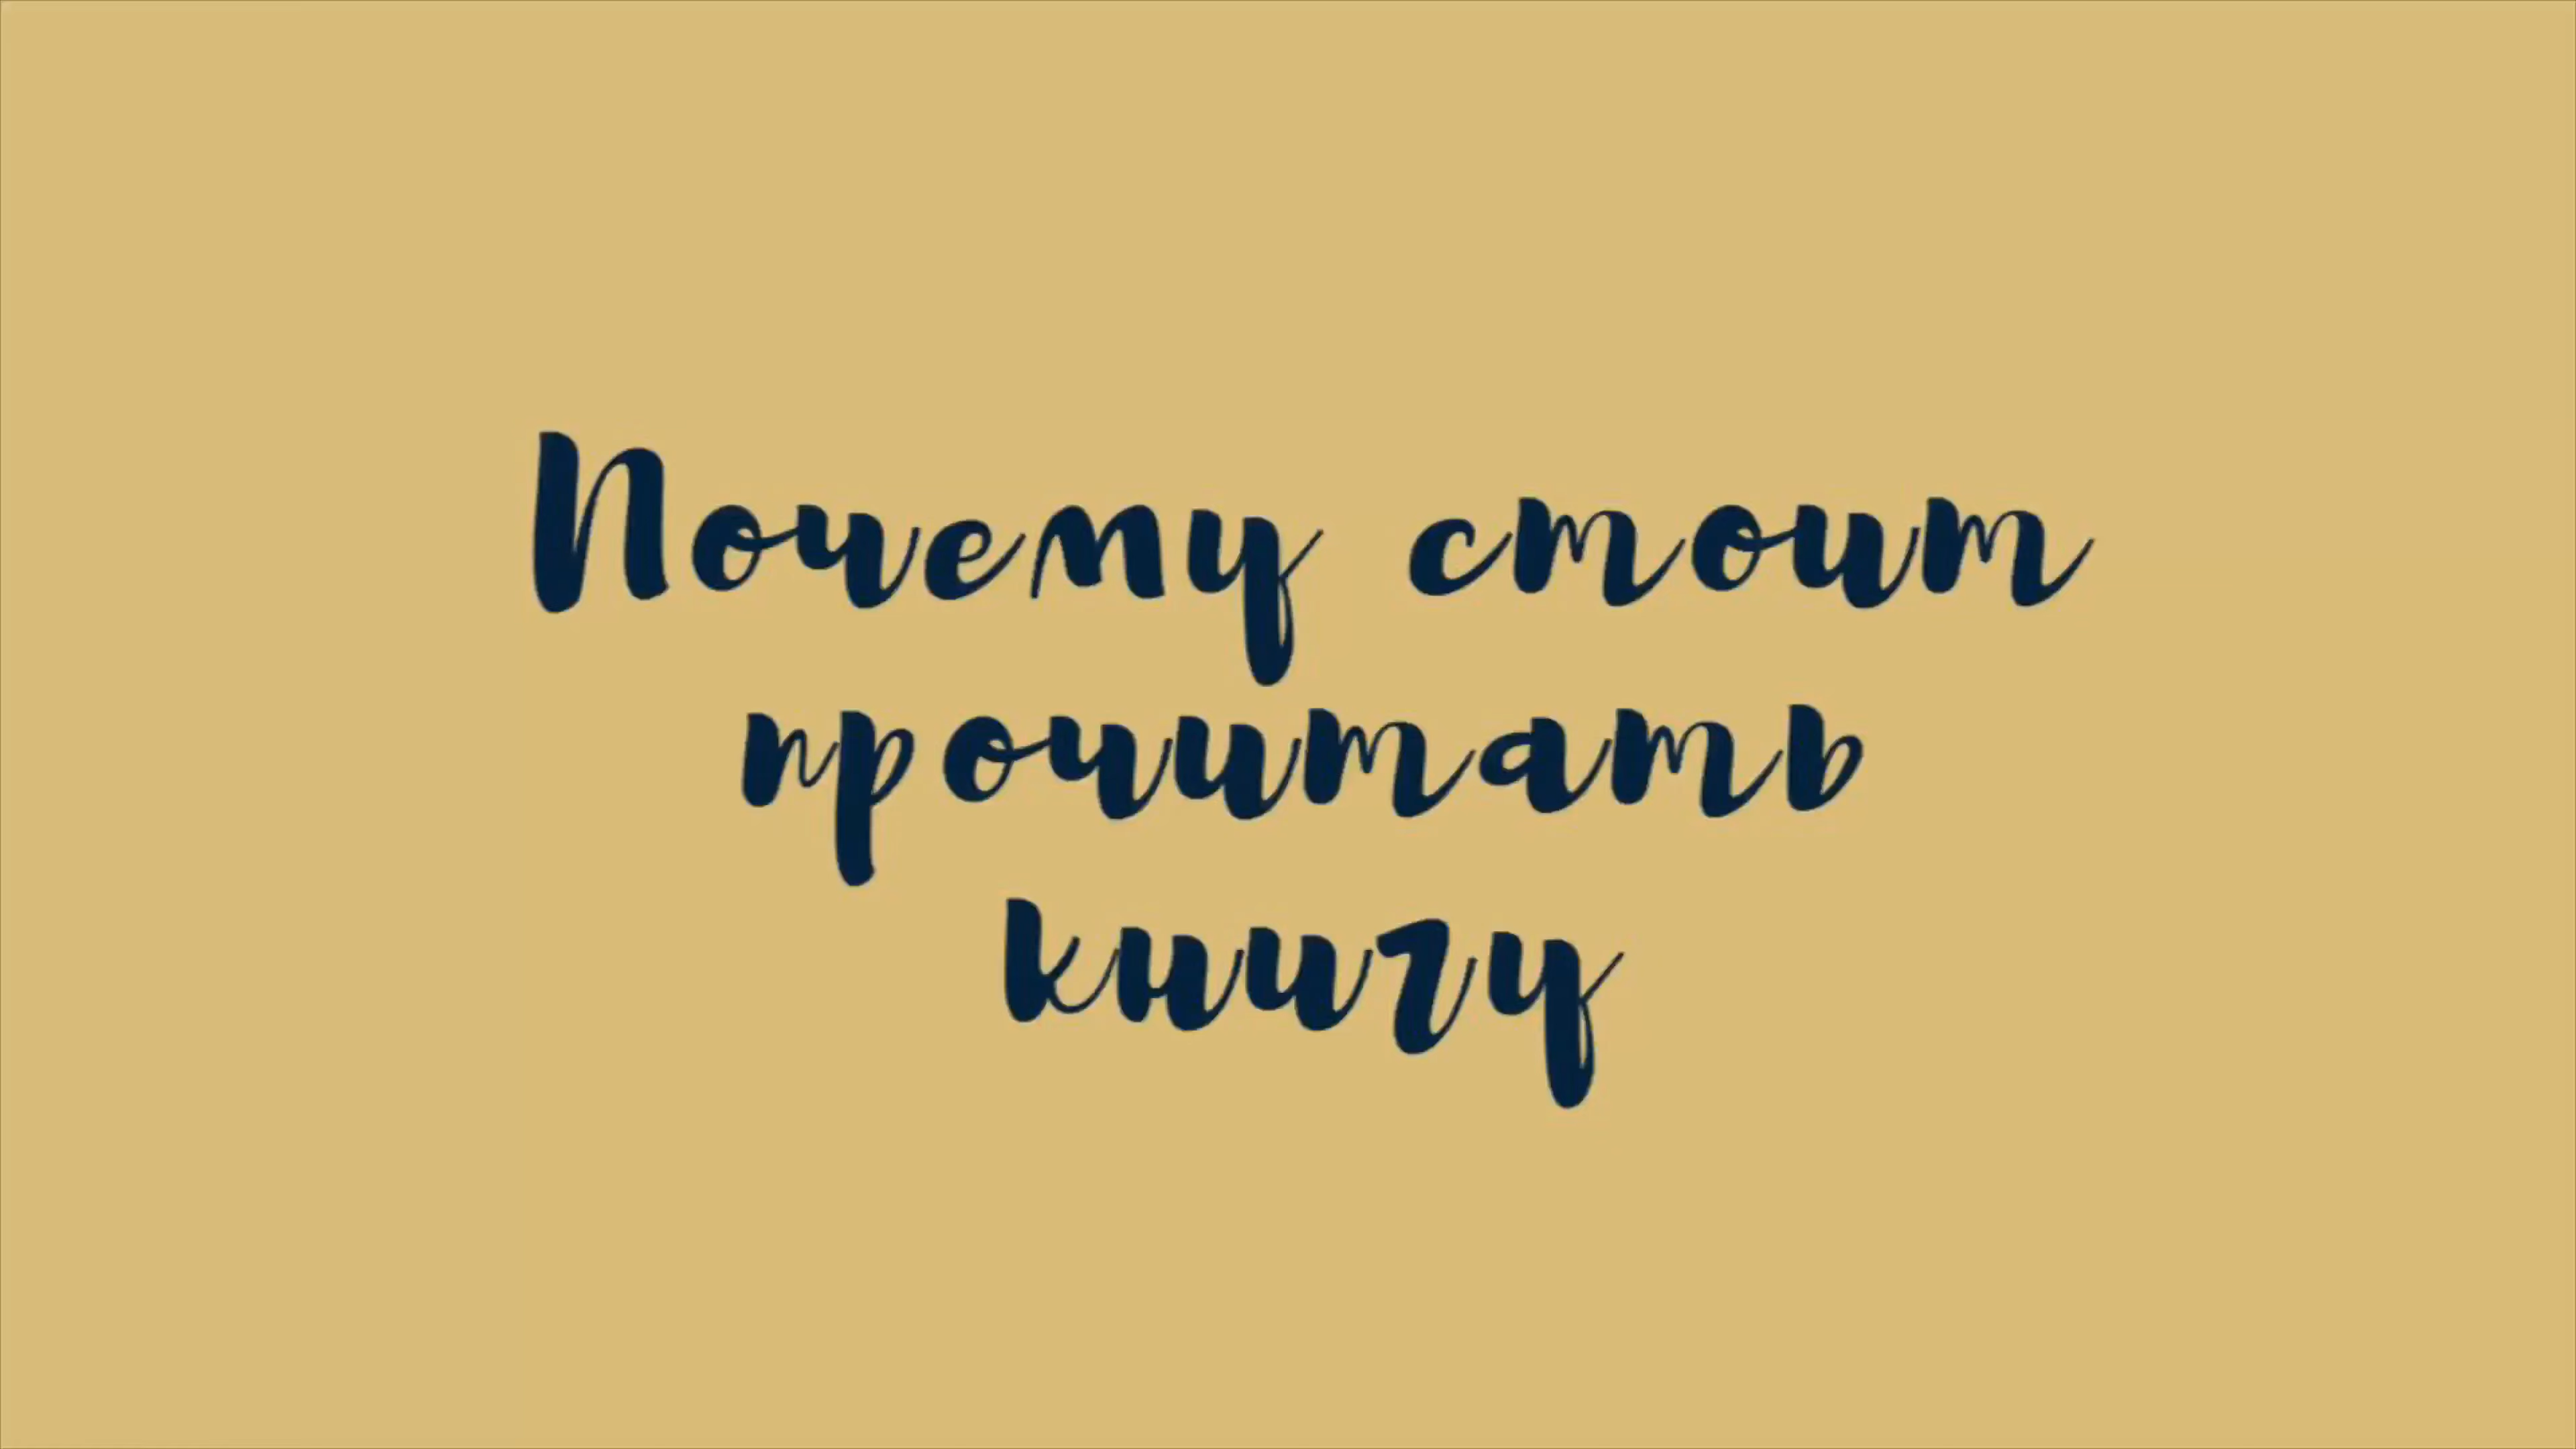 Почему стоит
прочитать
книгу